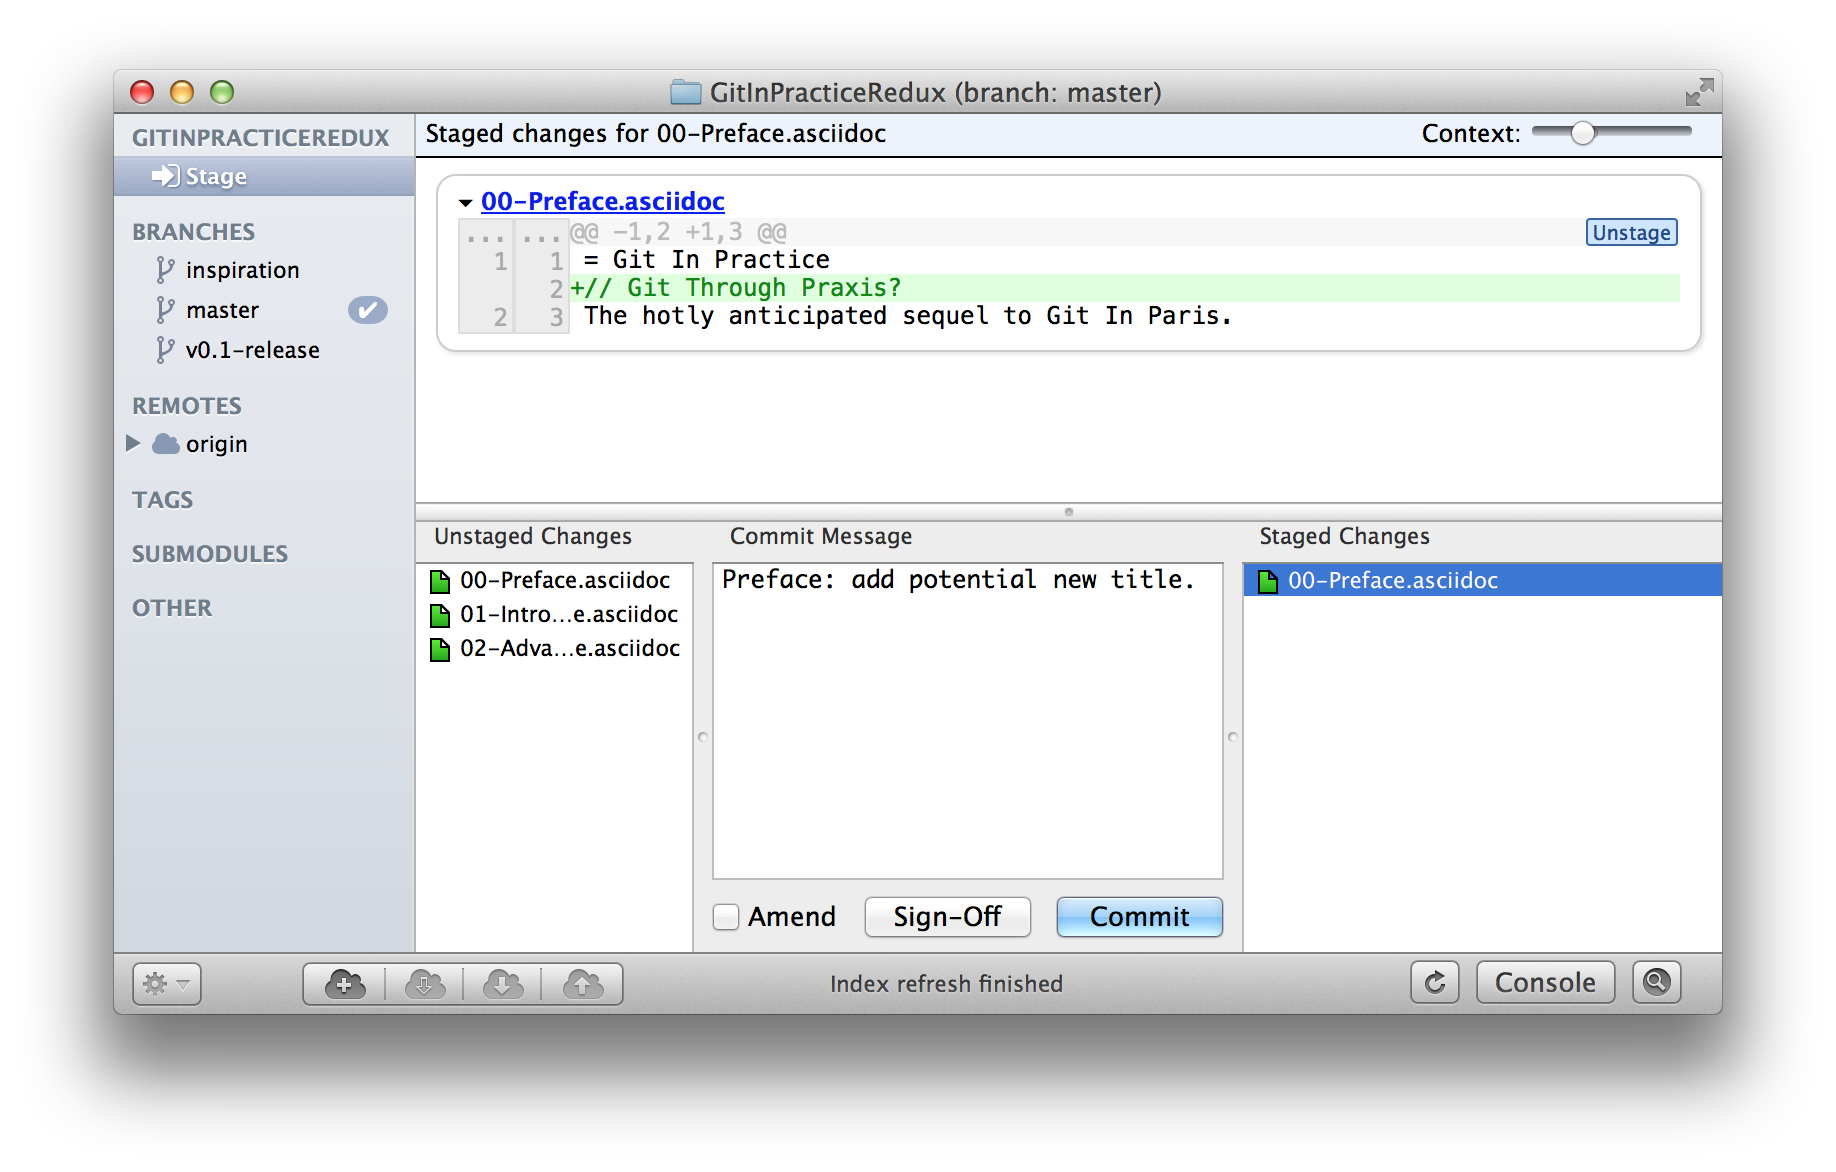 GitInPracticeRedux (branch: master)
GITINPRACTICEREDUX
Stage
BRANCHES
inspiration
master
v0.1-release
REMOTES
origin
TAGS
SUBMODULES
OTHER
Staged changes for 00-Preface.asciidoc
Context:
00-Preface.asciidoc
... ... @@ -1,2 +1,3 @@
Unstage
1 1 = Git In Practice
2 +// Git Through Praxis?
2 3 The hotly anticipated sequel to Git In Paris.
Unstaged Changes
00-Preface.asciidoc
01-Intro...e.asciidoc
02-Adva...e.asciidoc
Commit Message
Preface: add potential new title.
Amend
Sign-Off
Commit
Staged Changes
00-Preface.asciidoc
Index refresh finished
Console